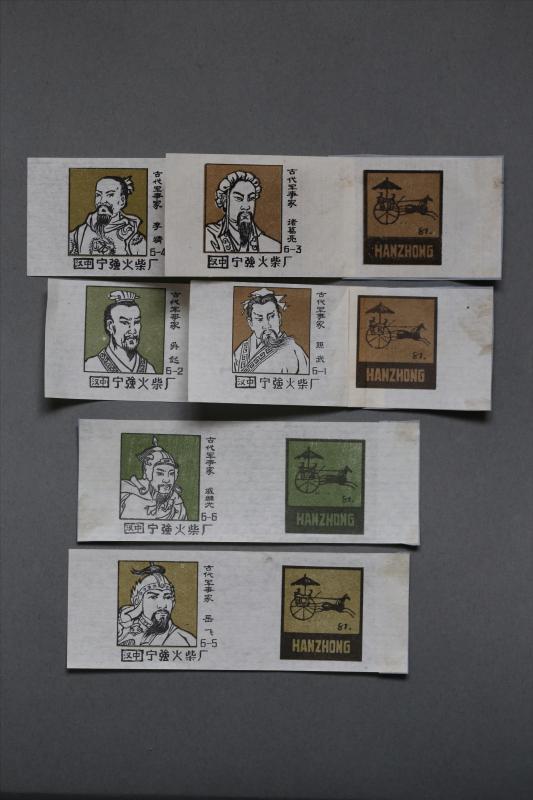 古代军事家 李靖
6-4
汉中 宁強火柴厂
古代军事家 诸葛亮
6-3
汉中 宁強火柴厂
82.
HANZHONG
古代军事家 吴起
6-2
汉中 宁強火柴厂
古代军事家 孙武
6-1
汉中 宁強火柴厂
82.
HANZHONG
古代军事家 戚继光
6-6
汉中 宁強火柴厂
82.
HANZHONG
古代军事家 岳飞
6-5
汉中 宁強火柴厂
82.
HANZHONG